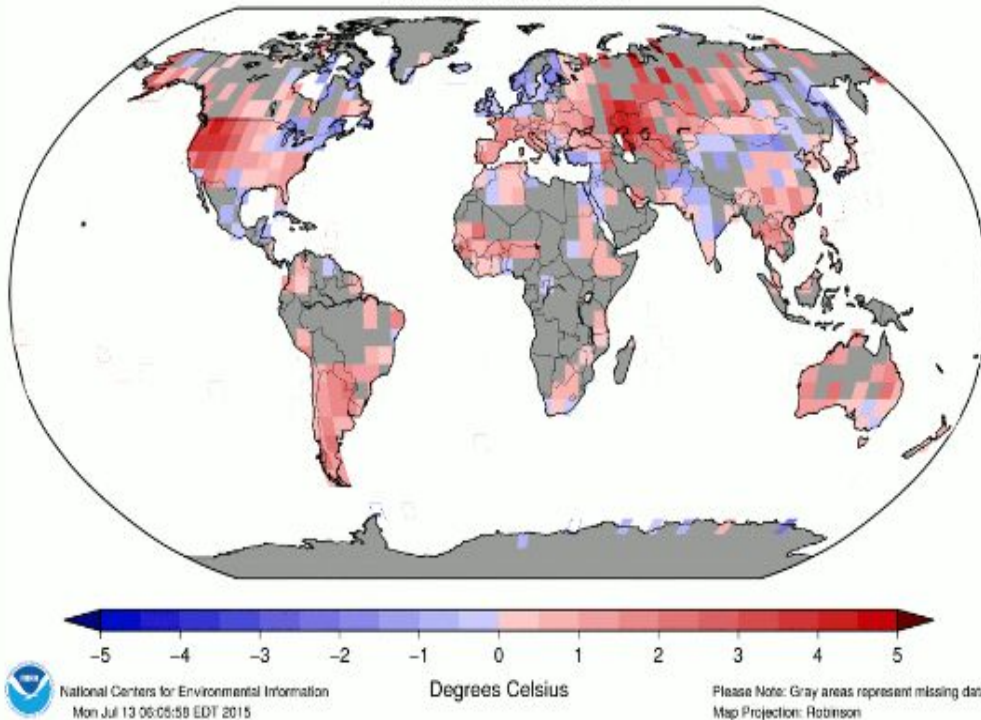 -5 -4 -3 -2 -1 0 1 2 3 4 5
Degrees Celsius
National Centers for Environmental Information
Mon Jul 13 06:05:58 EDT 2015
Please Note: Gray areas represent missing dat
Map Projection: Robinson